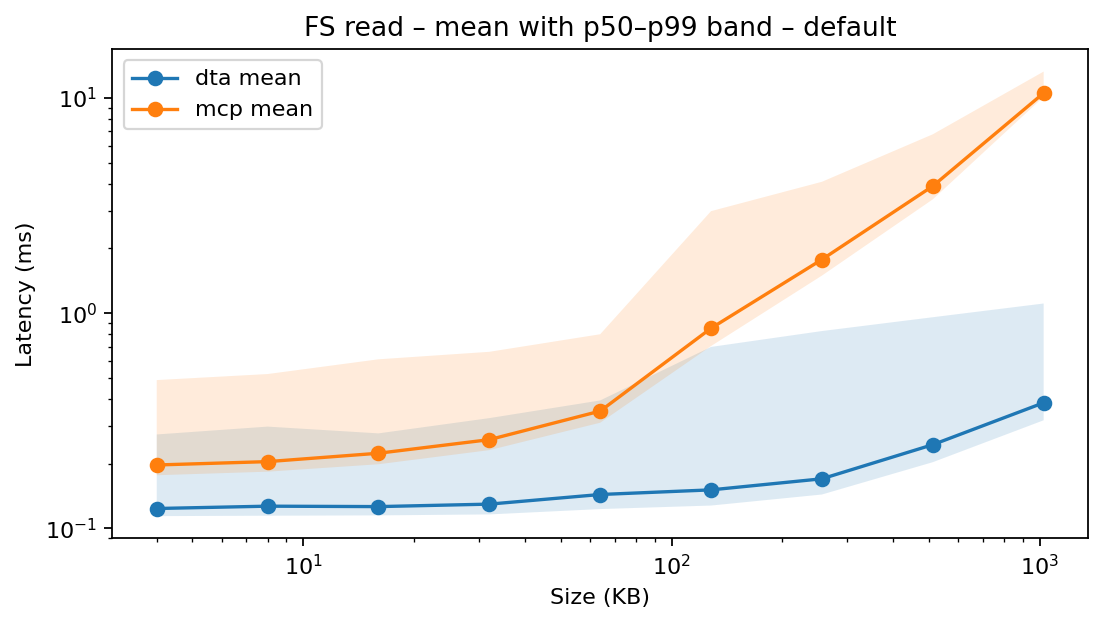 FS read – mean with p50–p99 band – default
dta mean
mcp mean
Latency (ms)
10¹
10⁰
10⁻¹
10¹
10²
10³
Size (KB)